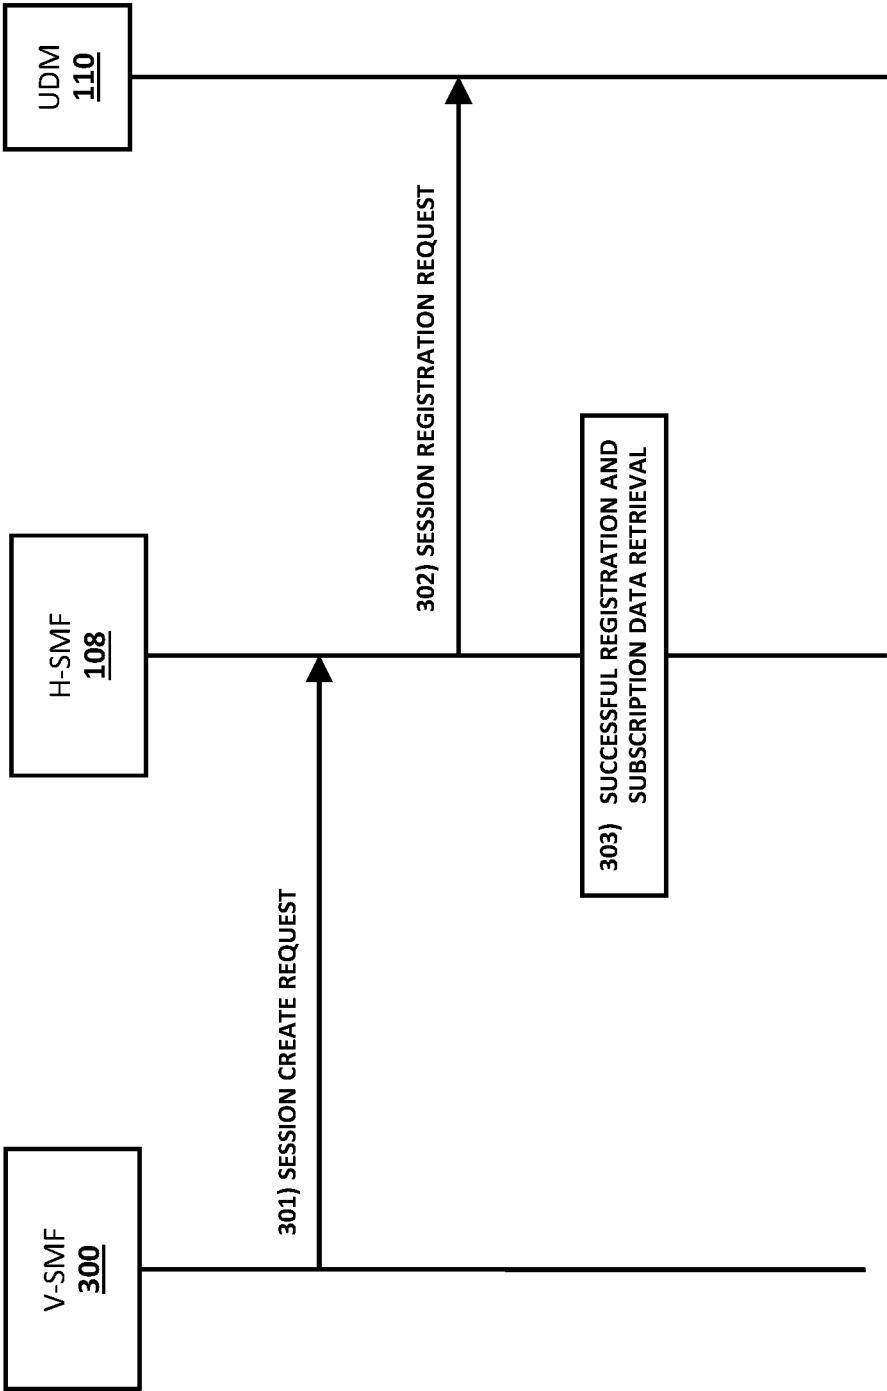 V-SMF
300
H-SMF
108
UDM
110
301) SESSION CREATE REQUEST
302) SESSION REGISTRATION REQUEST
303) SUCCESSFUL REGISTRATION AND
SUBSCRIPTION DATA RETRIEVAL